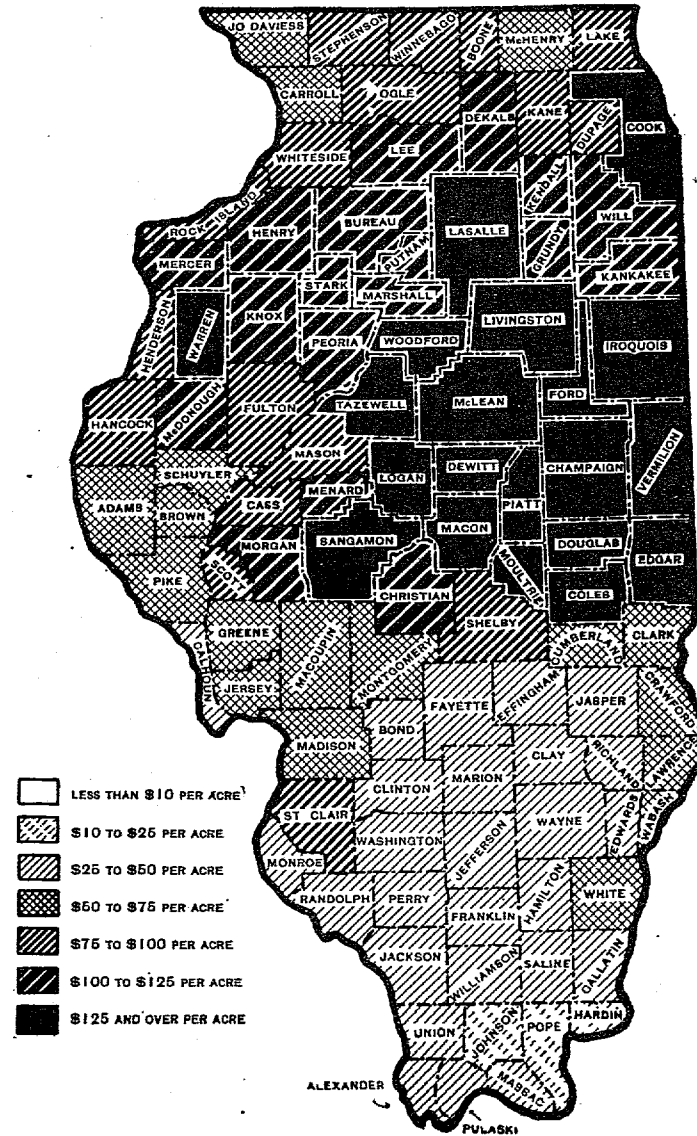 JO DAVIESS
STEPHENSON
WINNEBAGO
BOONE
McHENRY
LAKE
CARROLL
OGLE
DEKALB
KANE
DUPAGE
COOK
WHITESIDE
LEE
KENDALL
WILL
ROCK ISLAND
HENRY
BUREAU
PUTNAM
LASALLE
GRUNDY
KANKAKEE
MERCER
STARK
MARSHALL
HENDERSON
WARREN
KNOX
PEORIA
WOODFORD
LIVINGSTON
IROQUOIS
HANCOCK
McDONOUGH
FULTON
TAZEWELL
McLEAN
FORD
MASON
SCHUYLER
LOGAN
DEWITT
CHAMPAIGN
VERMILION
ADAMS
BROWN
CASS
MENARD
PIATT
MORGAN
SANGAMON
MACON
DOUGLAS
EDGAR
PIKE
SCOTT
CHRISTIAN
MOULTRIE
COLES
SHELBY
GREENE
CALHOUN
MACOUPIN
MONTGOMERY
CUMBERLAND
CLARK
JERSEY
BOND
FAYETTE
EFFINGHAM
JASPER
CRAWFORD
MADISON
CLINTON
MARION
CLAY
RICHLAND
LAWRENCE
ST CLAIR
WASHINGTON
JEFFERSON
WAYNE
EDWARDS
WABASH
MONROE
RANDOLPH
PERRY
FRANKLIN
HAMILTON
WHITE
JACKSON
WILLIAMSON
SALINE
GALLATIN
UNION
JOHNSON
POPE
HARDIN
MASSAC
ALEXANDER
PULASKI
LESS THAN $10 PER ACRE
$10 TO $25 PER ACRE
$25 TO $50 PER ACRE
$50 TO $75 PER ACRE
$75 TO $100 PER ACRE
$100 TO $125 PER ACRE
$125 AND OVER PER ACRE